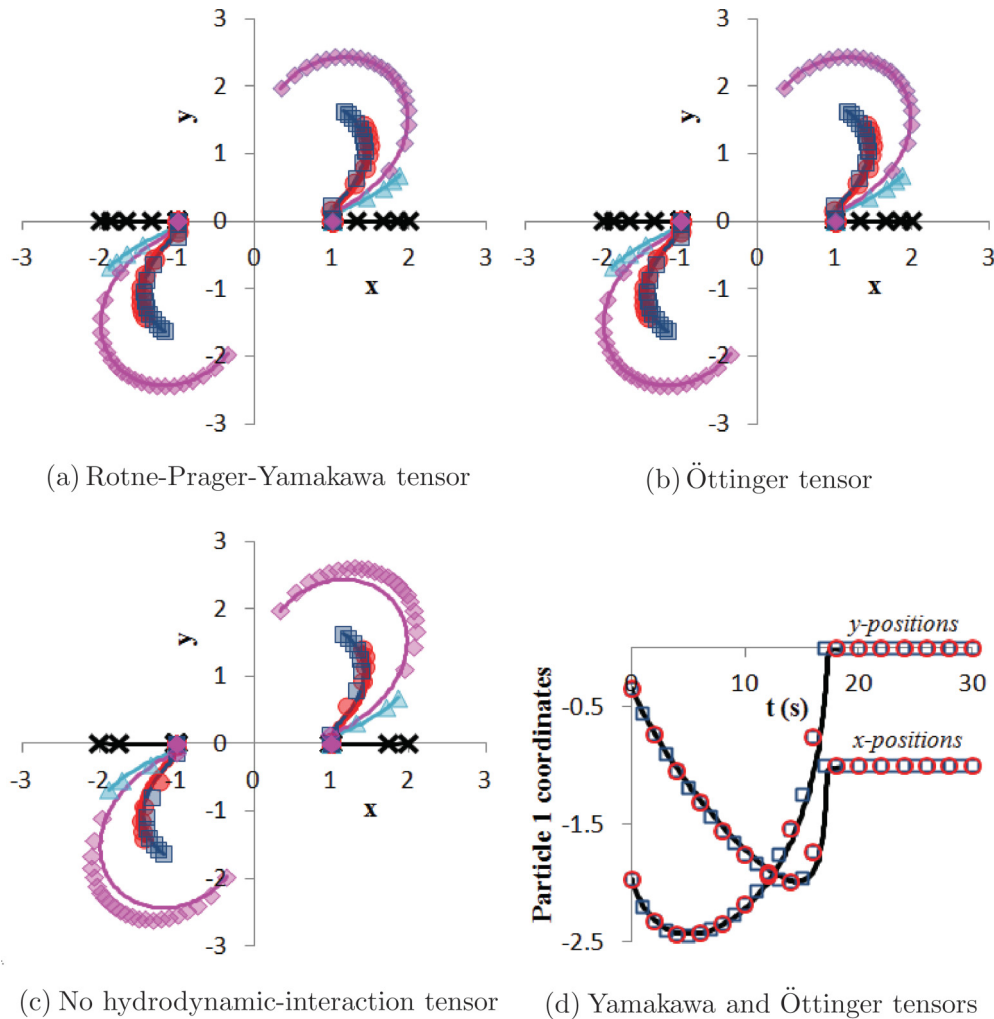 3
2
1
0
-1
-2
-3
-3 -2 -1 0 1 2 3
y
x
(a) Rotne-Prager-Yamakawa tensor
3
2
1
0
-1
-2
-3
-3 -2 -1 0 1 2 3
y
x
(b) Öttinger tensor
3
2
1
0
-1
-2
-3
-3 -2 -1 0 1 2 3
y
x
(c) No hydrodynamic-interaction tensor
y-positions
0 10 20 30
t (s)
-0.5
x-positions
-1.5
-2.5
Particle 1 coordinates
(d) Yamakawa and Öttinger tensors